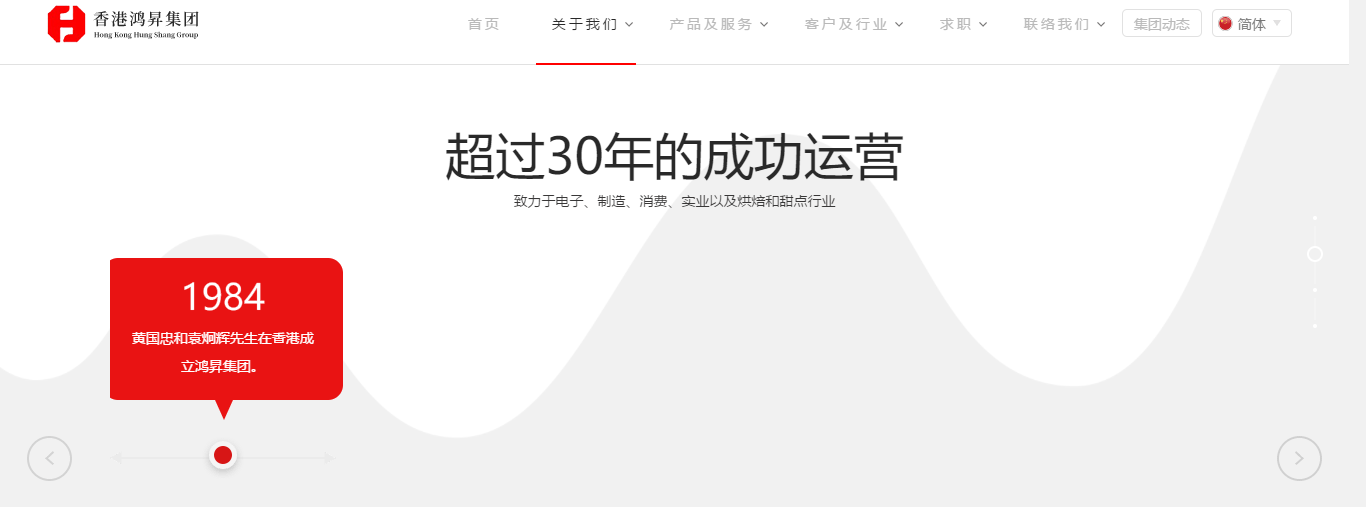 香港鸿昇集团
Hong Kong Hung Shang Group
首页
关于我们
产品及服务
客户及行业
求职
联络我们
集团动态
简体
超过30年的成功运营
致力于电子、制造、消费、实业以及烘焙和甜点行业
1984
黄国忠和袁炯辉先生在香港成
立鸿昇集团。